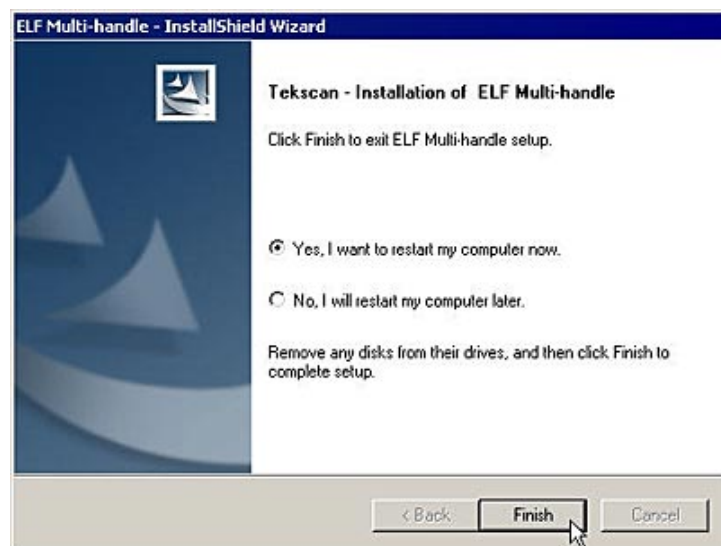 ELF Multi-handle - InstallShield Wizard
Tekscan - Installation of ELF Multi-handle
Click Finish to exit ELF Multi-handle setup.
Yes, I want to restart my computer now.
No, I will restart my computer later.
Remove any disks from their drives, and then click Finish to
complete setup.
< Back
Finish
Cancel